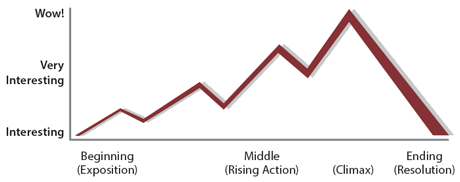 Wow!
Very
Interesting
Interesting
Beginning
(Exposition)
Middle
(Rising Action)
(Climax)
Ending
(Resolution)